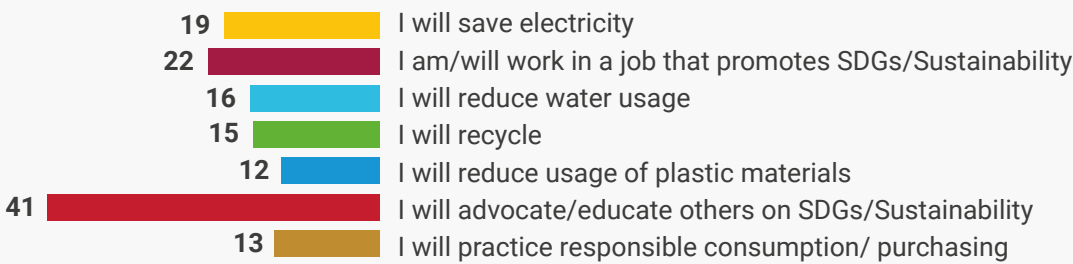 19 I will save electricity
22 I am/will work in a job that promotes SDGs/Sustainability
16 I will reduce water usage
15 I will recycle
12 I will reduce usage of plastic materials
41 I will advocate/educate others on SDGs/Sustainability
13 I will practice responsible consumption/ purchasing